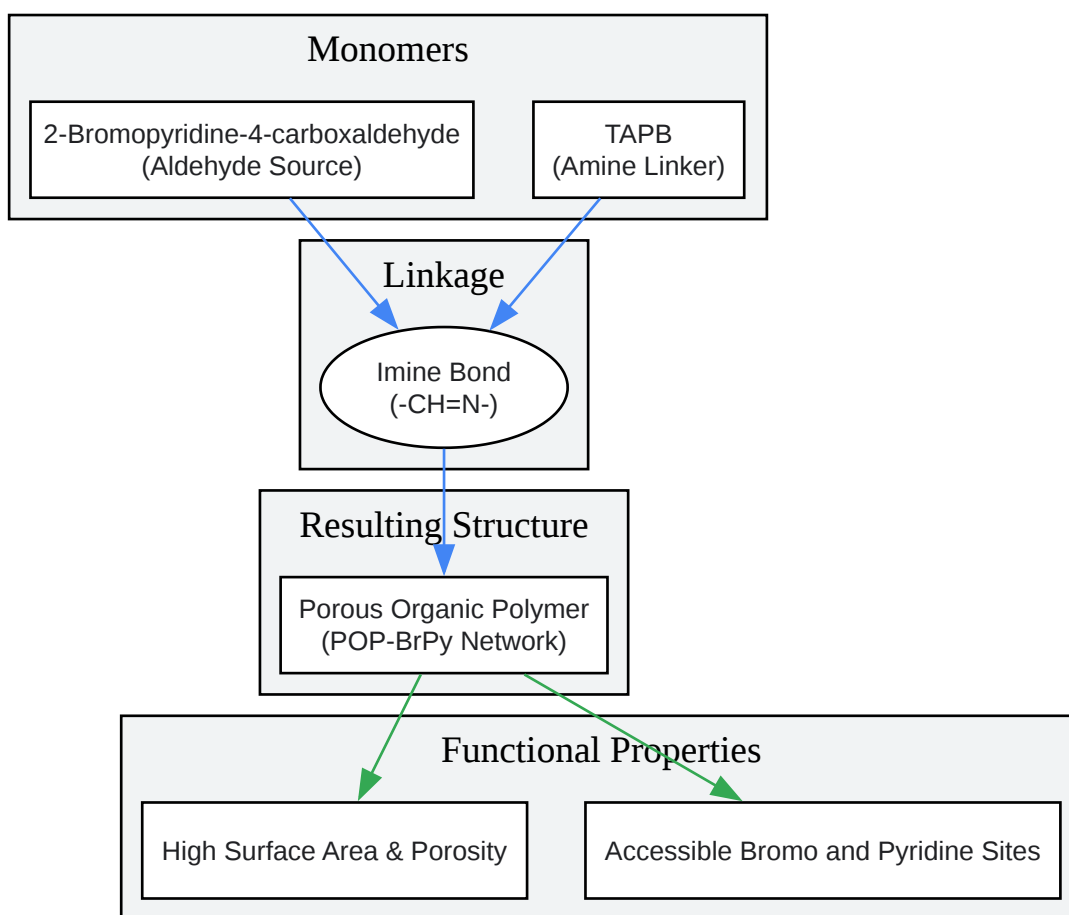 Monomers
2-Bromopyridine-4-carboxaldehyde
(Aldehyde Source)
TAPB
(Amine Linker)
Linkage
Imine Bond
(-CH=N-)
Resulting Structure
Porous Organic Polymer
(POP-BrPy Network)
Functional Properties
High Surface Area & Porosity
Accessible Bromo and Pyridine Sites